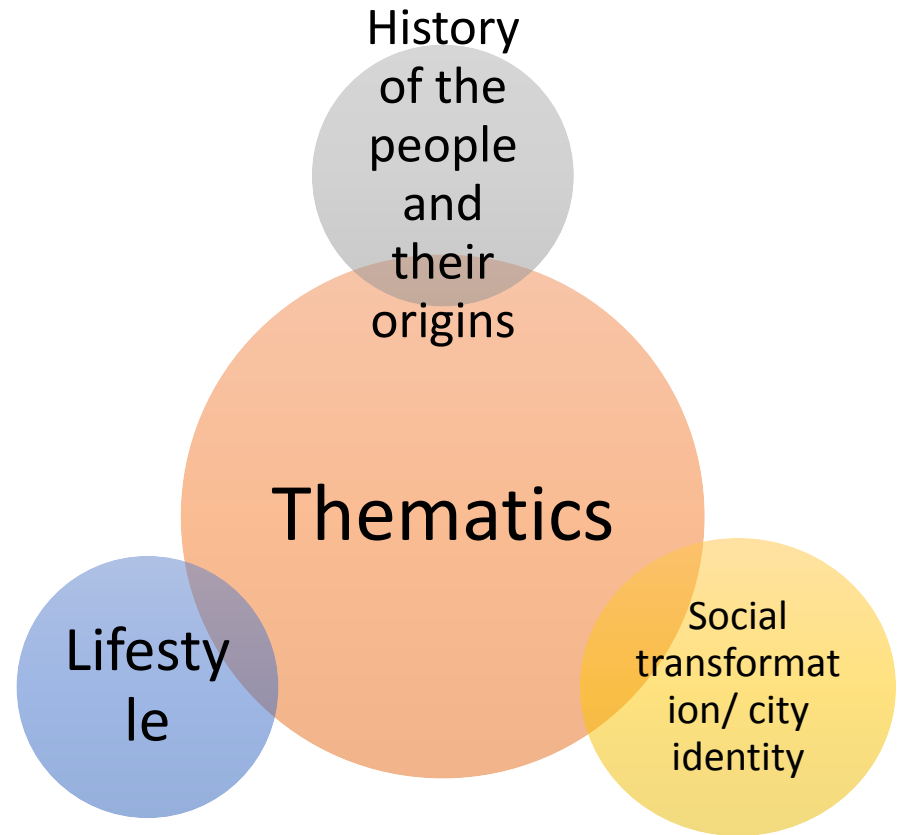 History
of the
people
and
their
origins
Thematics
Lifesty
le
Social
transformat
ion/ city
identity